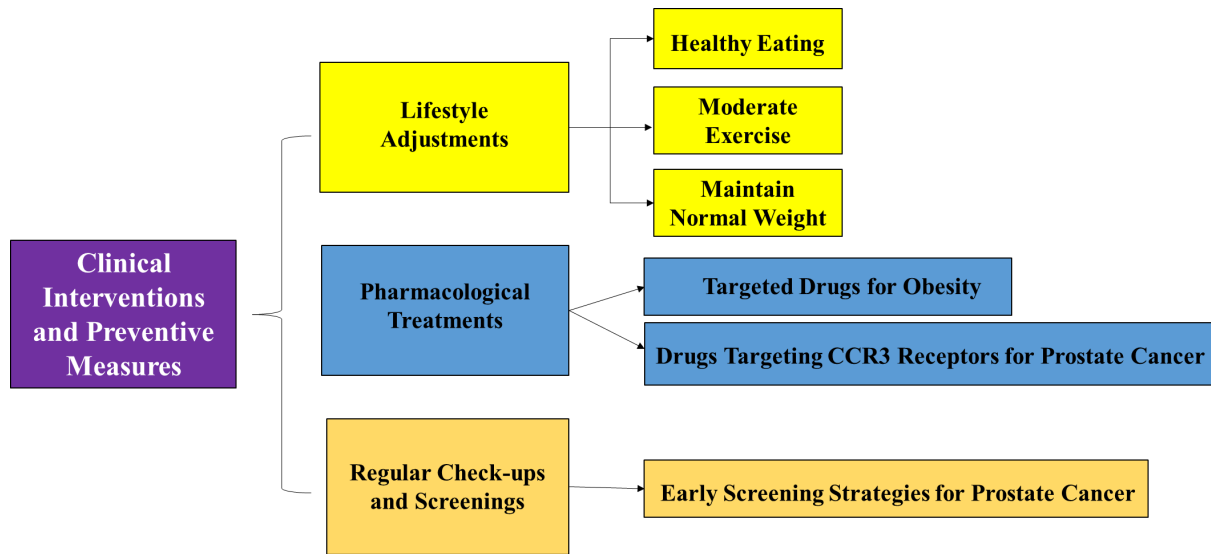 Healthy Eating
Lifestyle
Adjustments
Moderate
Exercise
Maintain
Normal Weight
Clinical
Interventions
and Preventive
Measures
Pharmacological
Treatments
Targeted Drugs for Obesity
Drugs Targeting CCR3 Receptors for Prostate Cancer
Regular Check-ups
and Screenings
Early Screening Strategies for Prostate Cancer